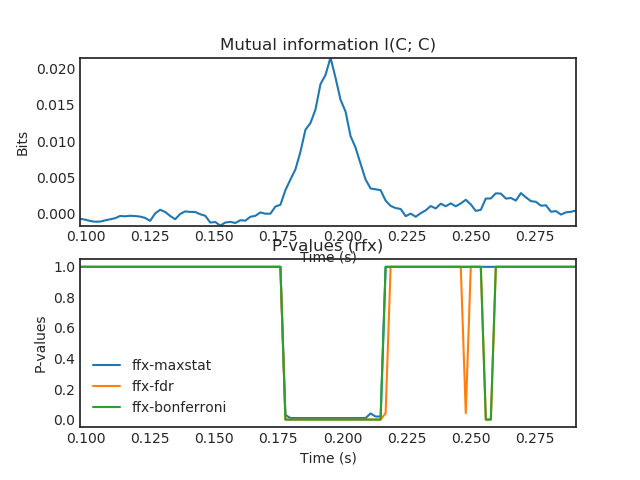 Mutual information I(C; C)
0.020
0.015
0.010
0.005
0.000
Bits
0.100 0.125 0.150 0.175 0.200 0.225 0.250 0.275
Time (s)
P-values (rfx)
1.0
0.8
0.6
0.4
0.2
0.0
P-values
ffx-maxstat
ffx-fdr
ffx-bonferroni
0.100 0.125 0.150 0.175 0.200 0.225 0.250 0.275
Time (s)